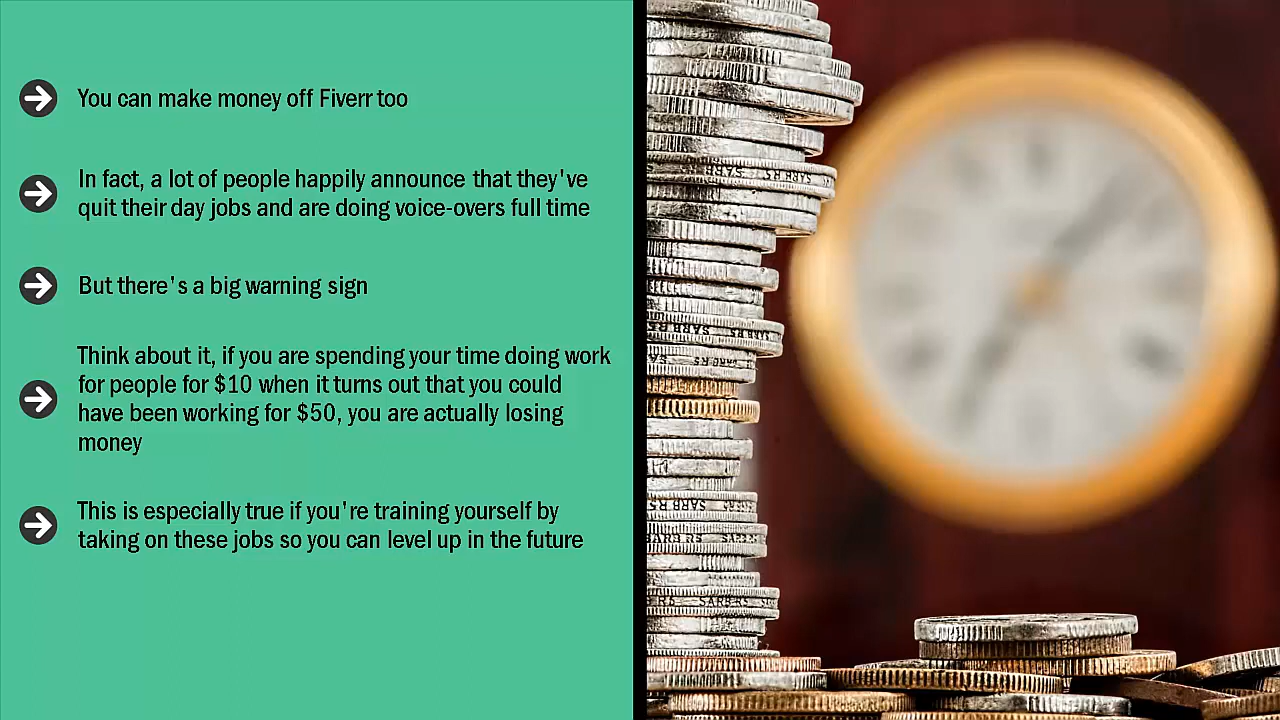 You can make money off Fiverr too
In fact, a lot of people happily announce that they've
quit their day jobs and are doing voice-overs full time
But there's a big warning sign
Think about it, if you are spending your time doing work
for people for $10 when it turns out that you could
have been working for $50, you are actually losing
money
This is especially true if you're training yourself by
taking on these jobs so you can level up in the future